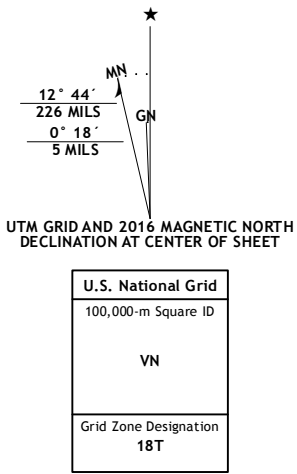 MN
GN
12° 44´
226 MILS
0° 18´
5 MILS
UTM GRID AND 2016 MAGNETIC NORTH
DECLINATION AT CENTER OF SHEET
U.S. National Grid
100,000-m Square ID
VN
Grid Zone Designation
18T